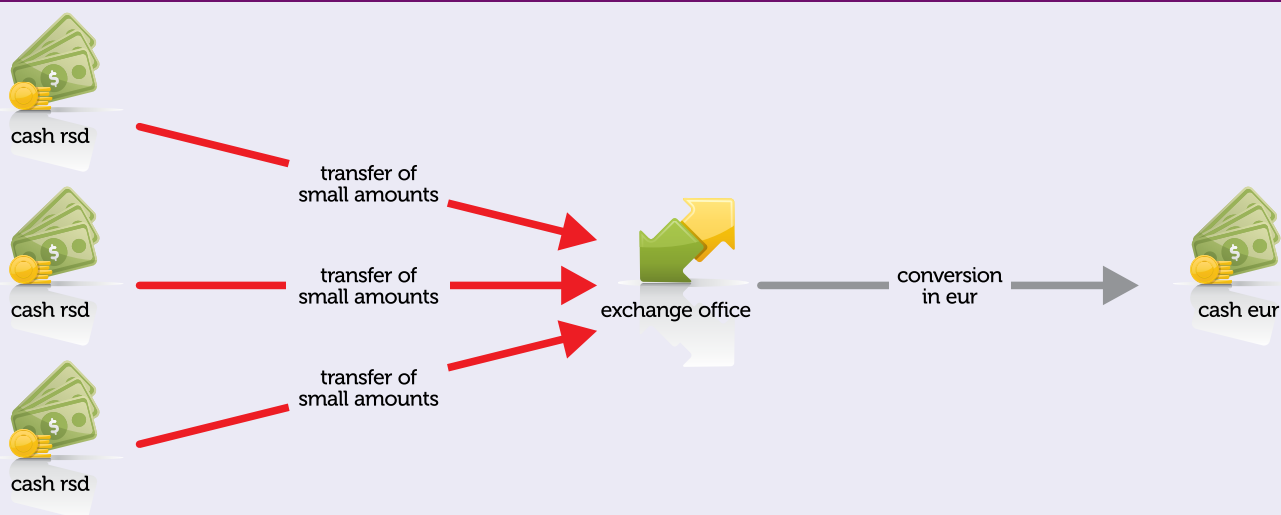 cash rsd
transfer of
small amounts
cash rsd
transfer of
small amounts
exchange office
conversion
in eur
cash eur
transfer of
small amounts
cash rsd